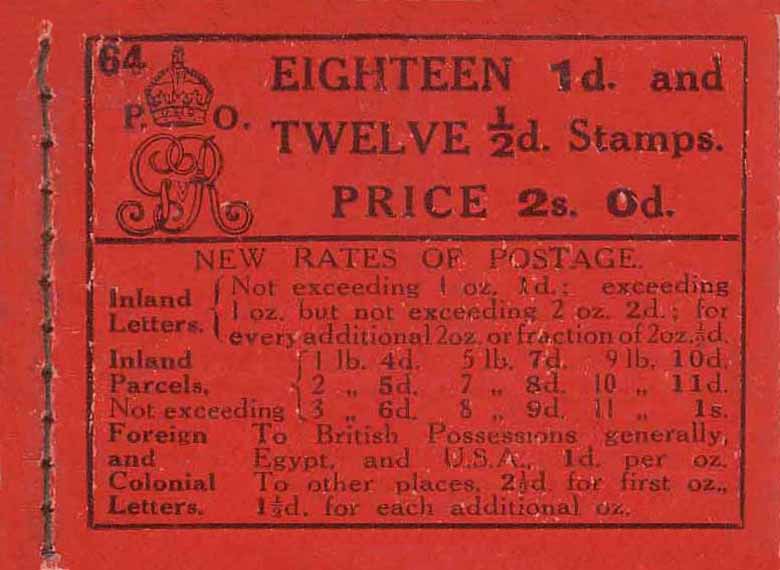 64
P. O.
GvR
EIGHTEEN 1d. and
TWELVE ½d. Stamps.
PRICE 2s. 0d.
NEW RATES OF POSTAGE.
Inland Letters. { Not exceeding 1 oz. 1d.; exceeding
1 oz. but not exceeding 2 oz. 2d.; for
every additional 2oz. or fraction of 2oz. ½d.
Inland { 1 lb. 4d. 5 lb. 7d. 9 lb. 10d.
Parcels. 2 „ 5d. 7 „ 8d. 10 „ 11d.
Not exceeding 3 „ 6d. 8 „ 9d. 11 „ 1s.
Foreign To British Possessions generally,
and Egypt, and U.S.A., 1d. per oz.
Colonial To other places, 2½d. for first oz.,
Letters. 1½d. for each additional oz.